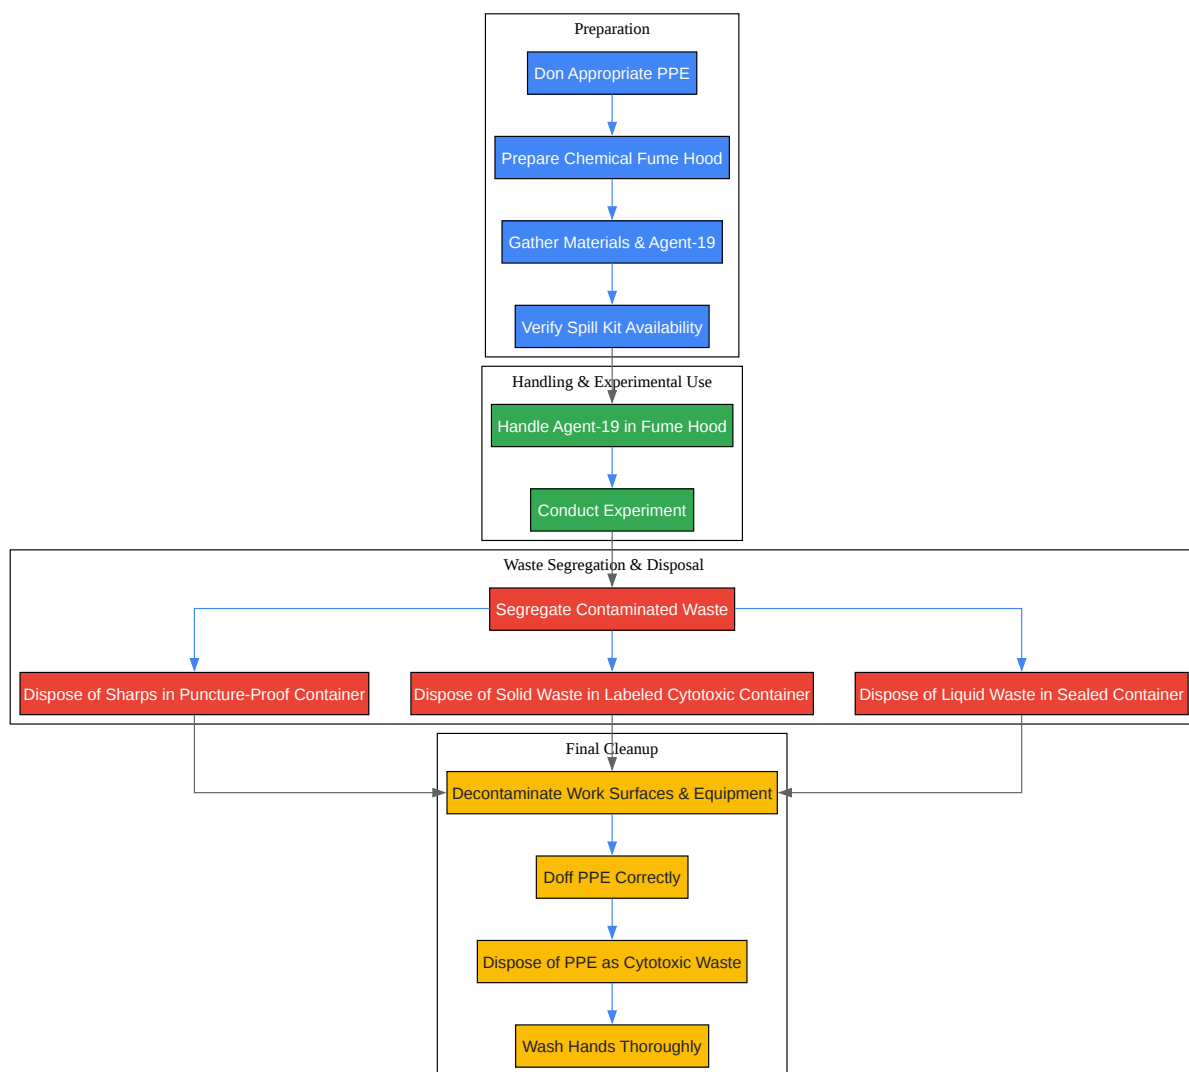 Preparation
Don Appropriate PPE
Prepare Chemical Fume Hood
Gather Materials & Agent-19
Verify Spill Kit Availability
Handling & Experimental Use
Handle Agent-19 in Fume Hood
Conduct Experiment
Waste Segregation & Disposal
Segregate Contaminated Waste
Dispose of Sharps in Puncture-Proof Container
Dispose of Solid Waste in Labeled Cytotoxic Container
Dispose of Liquid Waste in Sealed Container
Final Cleanup
Decontaminate Work Surfaces & Equipment
Doff PPE Correctly
Dispose of PPE as Cytotoxic Waste
Wash Hands Thoroughly